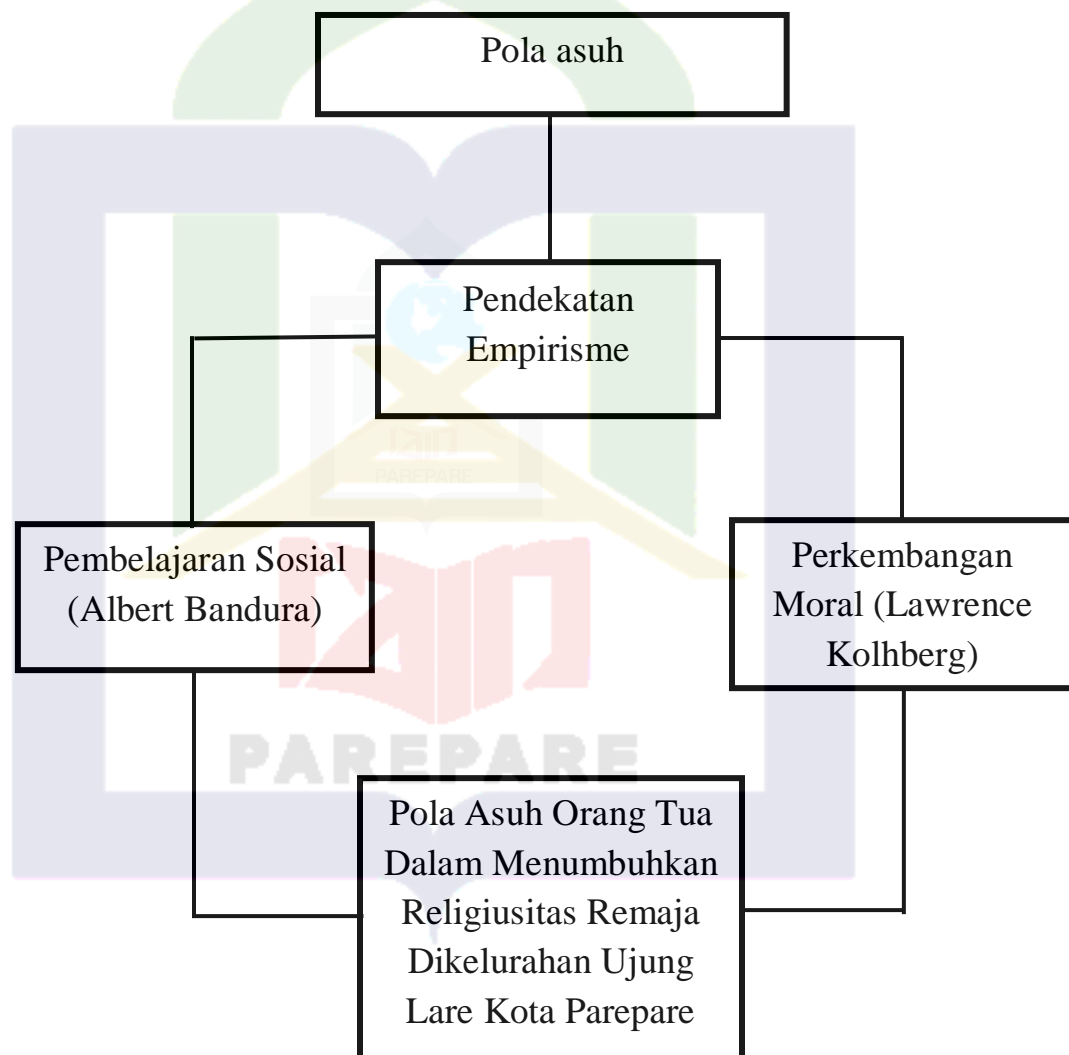 Pola asuh
Pendekatan
Empirisme
PAREPARE
Pembelajaran Sosial
(Albert Bandura)
Perkembangan
Moral (Lawrence
Kolhberg)
PAREPARE
Pola Asuh Orang Tua
Dalam Menumbuhkan
Religiusitas Remaja
Dikelurahan Ujung
Lare Kota Parepare